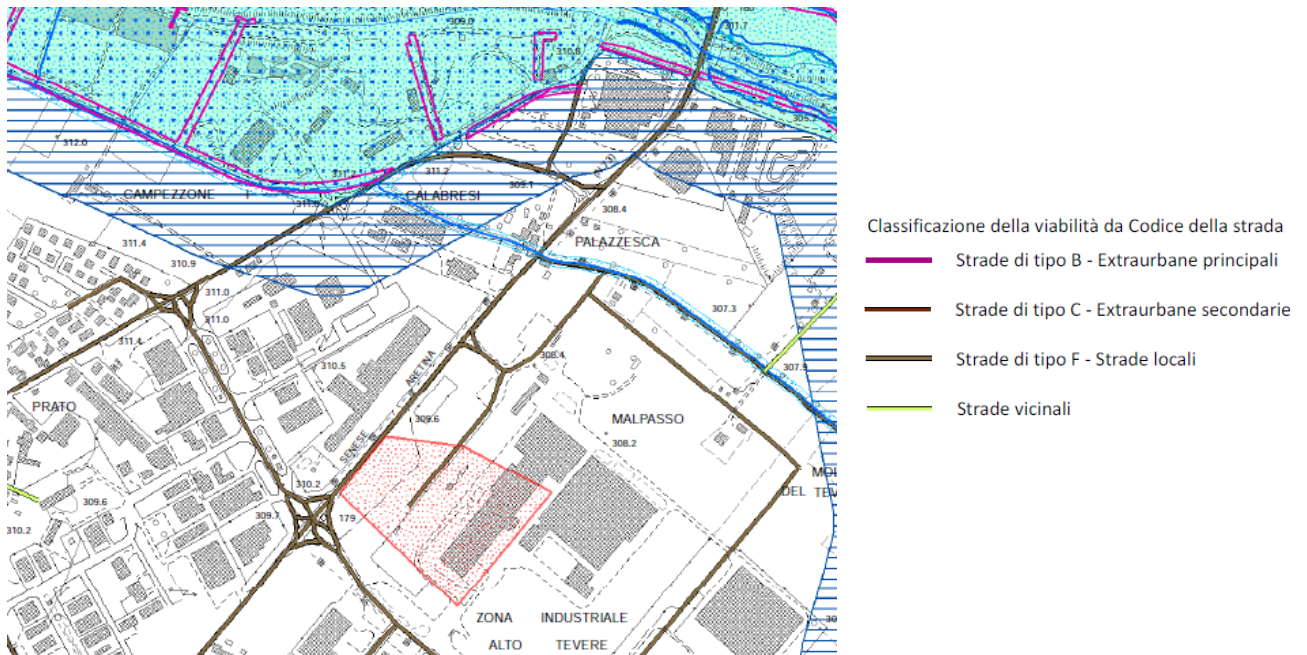 309.0
311.7
310.8
305.2
312.0
311.2
311.2
309.1
CAMPEZZONE
CALABRESI
311.0
308.4
311.4
PALAZZESCA
310.9
311.0
307.3
311.0
311.4
308.4
310.5
307.9
ARETINA
PRATO
309.6
MALPASSO
SENESE
308.2
310.2
DEL
309.6
309.7
179
310.2
ZONA INDUSTRIALE
ALTO TEVERE
Classificazione della viabilità da Codice della strada
Strade di tipo B - Extraurbane principali
Strade di tipo C - Extraurbane secondarie
Strade di tipo F - Strade locali
Strade vicinali